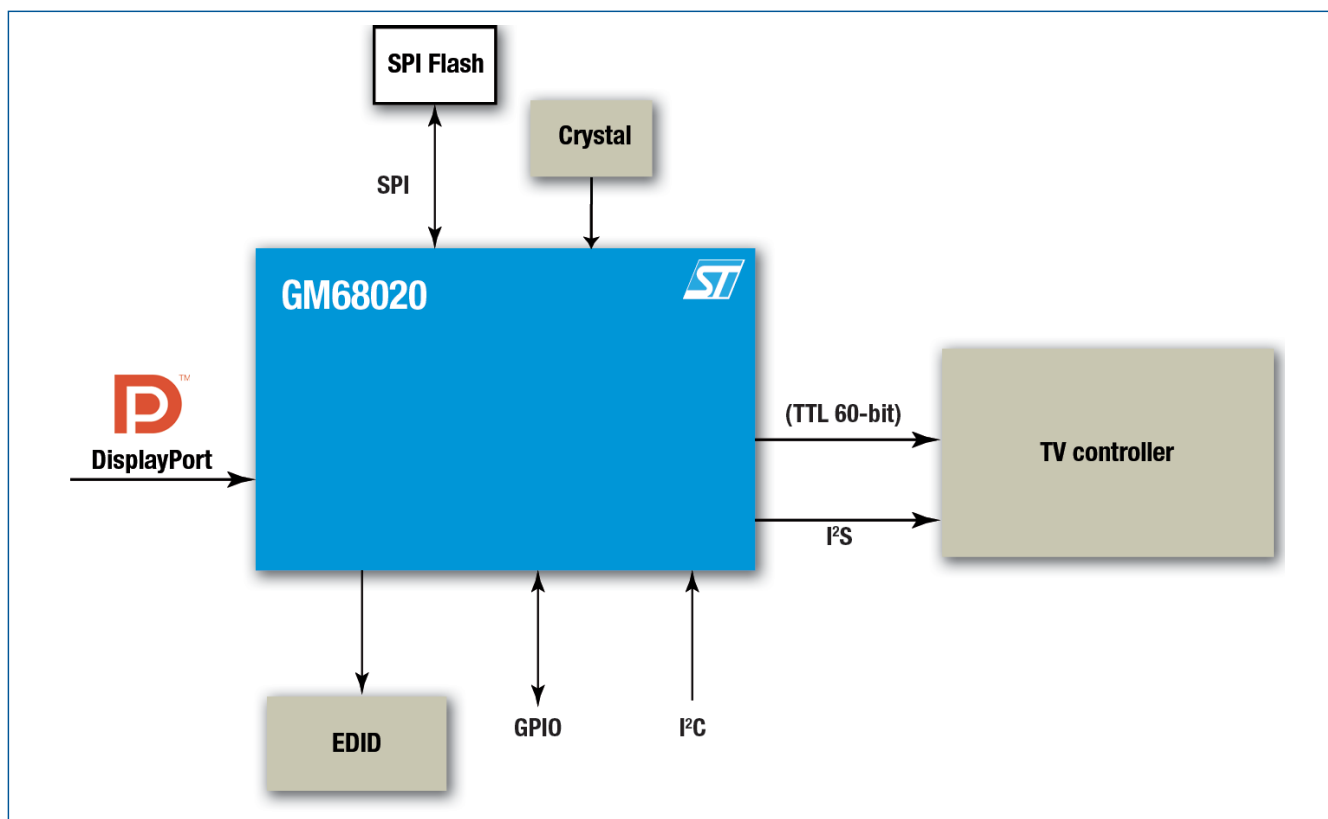 SPI Flash
Crystal
SPI
GM68020
ST
TM
DisplayPort
(TTL 60-bit)
TV controller
I²S
EDID
GPIO
I²C